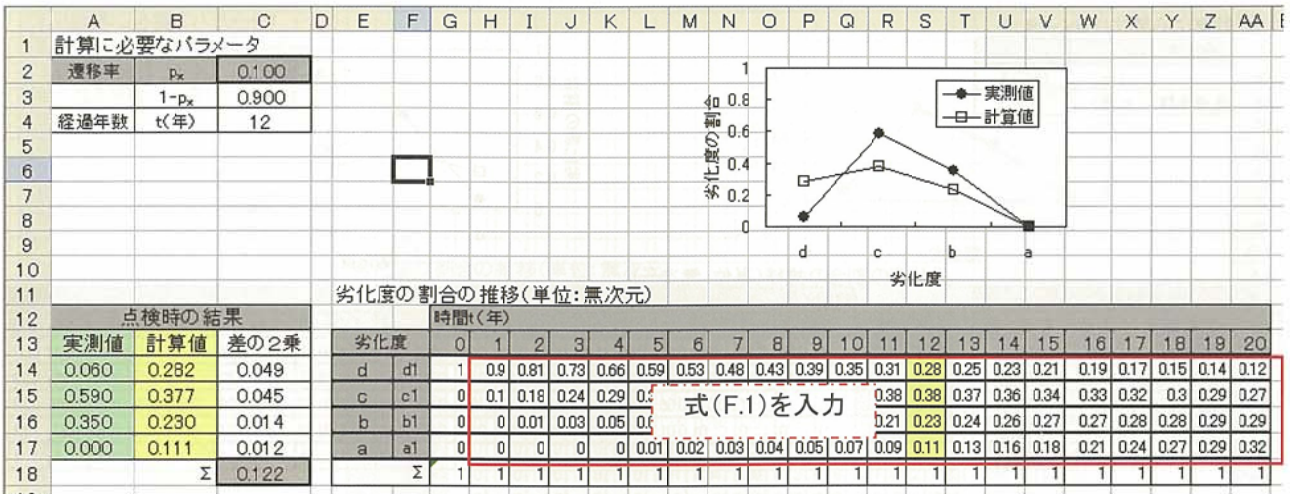 A B C D E F G H I J K L M N O P Q R S T U V W X Y Z AA
1 計算に必要なパラメータ
2 遷移率 px 0.100
3 1-px 0.900
4 経過年数 t(年) 12
5
6
7
8
9
10
劣化度の割合
1
0.8
0.6
0.4
0.2
0
実測値
計算値
d c b a
劣化度
11 劣化度の割合の推移(単位:無次元)
12 点検時の結果 時間t(年)
13 実測値 計算値 差の2乗 劣化度 0 1 2 3 4 5 6 7 8 9 10 11 12 13 14 15 16 17 18 19 20
14 0.060 0.282 0.049 d d1 1 0.9 0.81 0.73 0.66 0.59 0.53 0.48 0.43 0.39 0.35 0.31 0.28 0.25 0.23 0.21 0.19 0.17 0.15 0.14 0.12
15 0.590 0.377 0.045 c c1 0 0.1 0.18 0.24 0.29 0.38 0.38 0.37 0.36 0.34 0.33 0.32 0.3 0.29 0.27
式(F.1)を入力
16 0.350 0.230 0.014 b b1 0 0 0.01 0.03 0.05 0.21 0.23 0.24 0.26 0.27 0.27 0.28 0.28 0.29 0.29
17 0.000 0.111 0.012 a a1 0 0 0 0 0 0.01 0.02 0.03 0.04 0.05 0.07 0.09 0.11 0.13 0.16 0.18 0.21 0.24 0.27 0.29 0.32
18 Σ 0.122 Σ 1 1 1 1 1 1 1 1 1 1 1 1 1 1 1 1 1 1 1 1 1